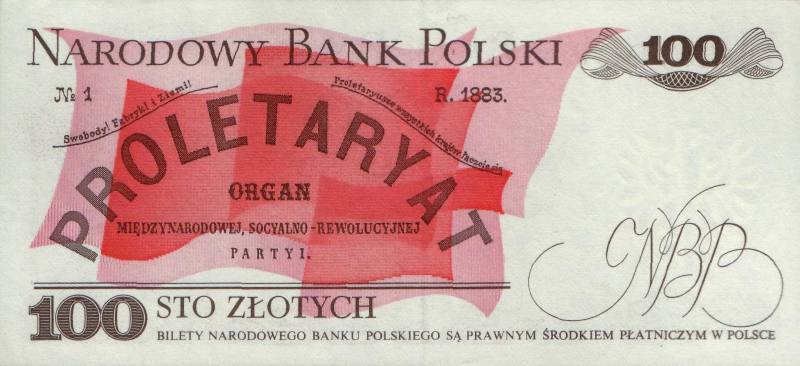 NARODOWY BANK POLSKI
100
№ 1
R. 1883.
Swobody! Fabryk i Ziemi!
Proletaryusze wszystkich krajów łączcie się
PROLETARYAT
ORGAN
MIĘDZYNARODOWEJ, SOCYALNO-REWOLUCYJNEJ
PARTYI.
NBP
100 STO ZŁOTYCH
BILETY NARODOWEGO BANKU POLSKIEGO SĄ PRAWNYM ŚRODKIEM PŁATNICZYM W POLSCE